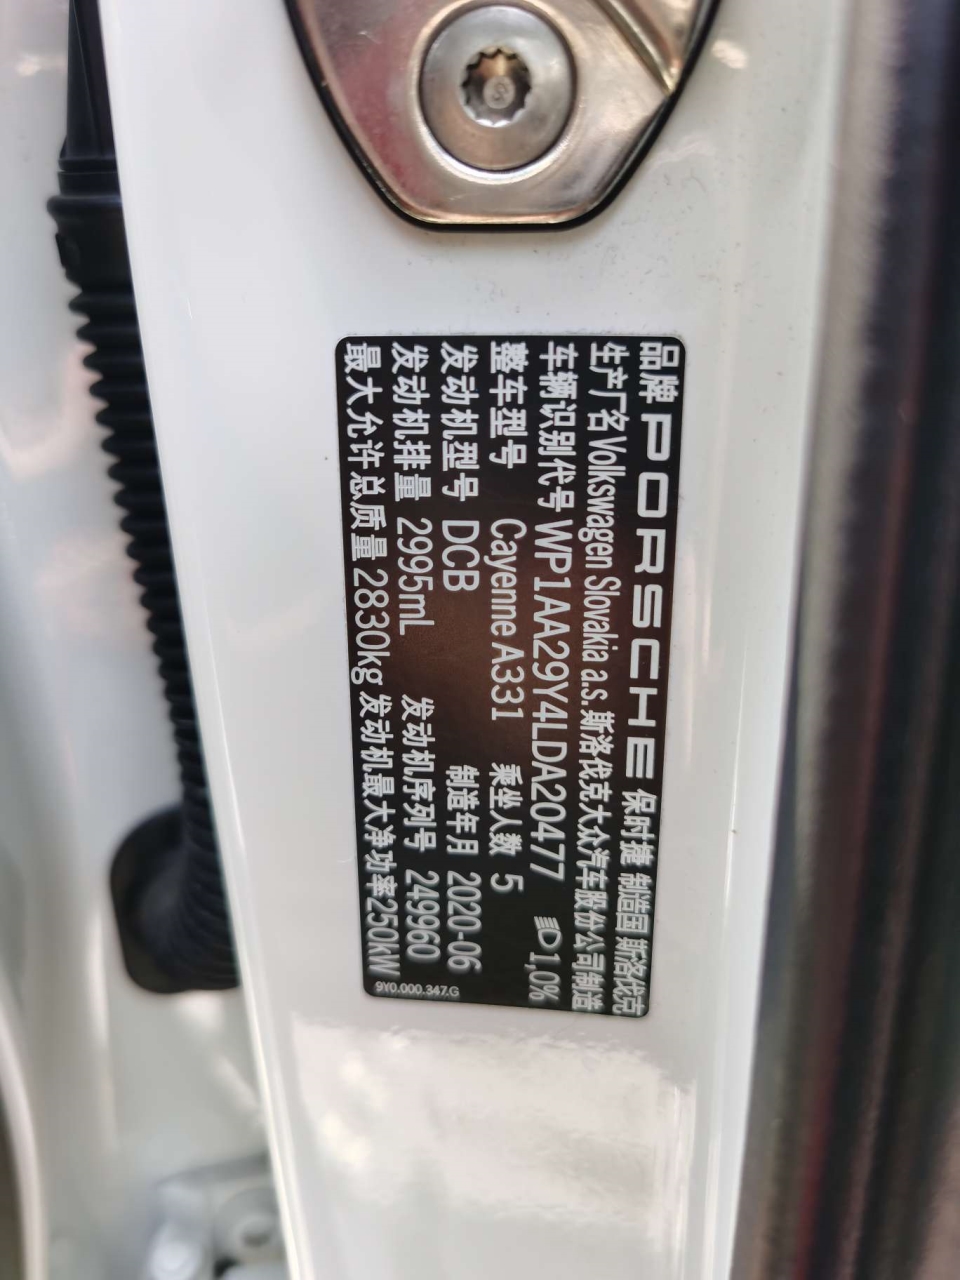 品牌 PORSCHE 保时捷 制造国 斯洛伐克
生产厂名 Volkswagen Slovakia a.s. 斯洛伐克大众汽车股份公司制造
车辆识别代号 WP1AA29Y4LDA20477 1,0%
整车型号 Cayenne A331 乘坐人数 5
发动机型号 DCB 制造年月 2020-06
发动机排量 2995mL 发动机序列号 249960
最大允许总质量 2830kg 发动机最大净功率250kW
9Y0.000.347.G